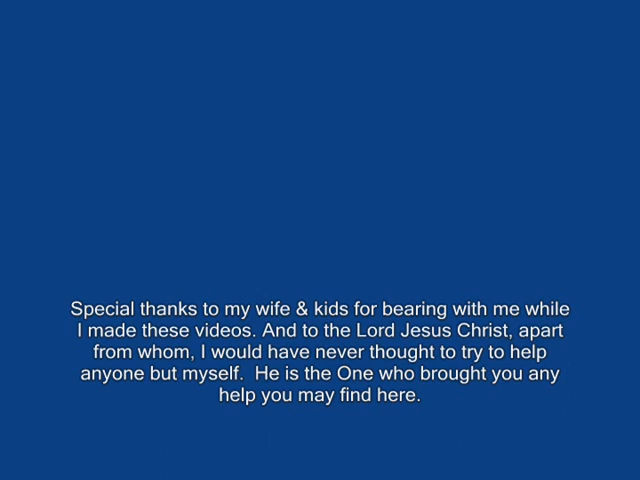 Special thanks to my wife & kids for bearing with me while
I made these videos. And to the Lord Jesus Christ, apart
from whom, I would have never thought to try to help
anyone but myself.  He is the One who brought you any
help you may find here.